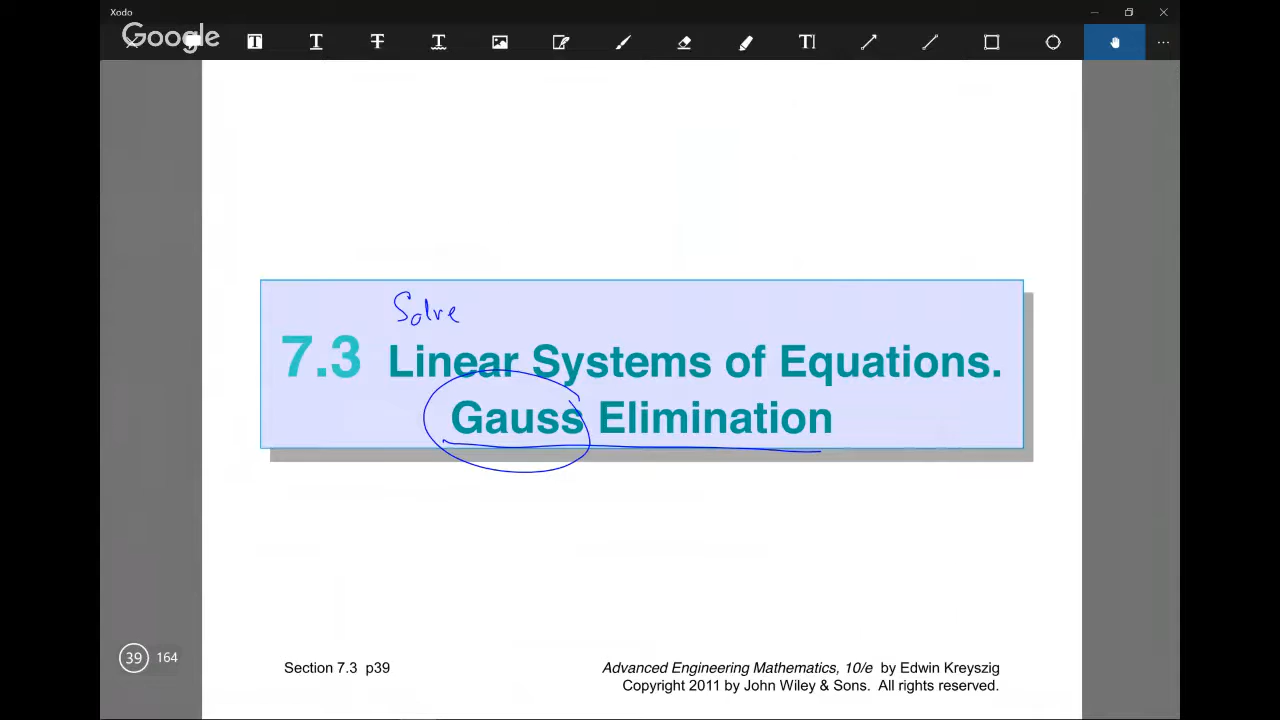 Xodo
Google
Solve
7.3 Linear Systems of Equations.
Gauss Elimination
39 164
Section 7.3 p39
Advanced Engineering Mathematics, 10/e by Edwin Kreyszig
Copyright 2011 by John Wiley & Sons. All rights reserved.